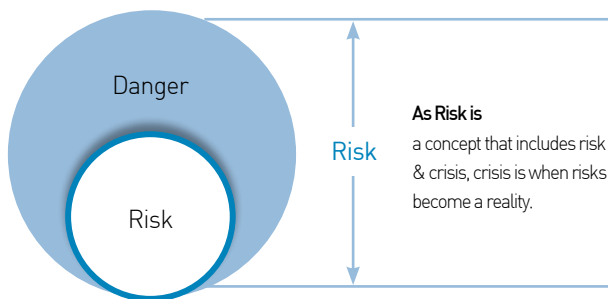 Danger
Risk
Risk
As Risk is
a concept that includes risk
& crisis, crisis is when risks
become a reality.